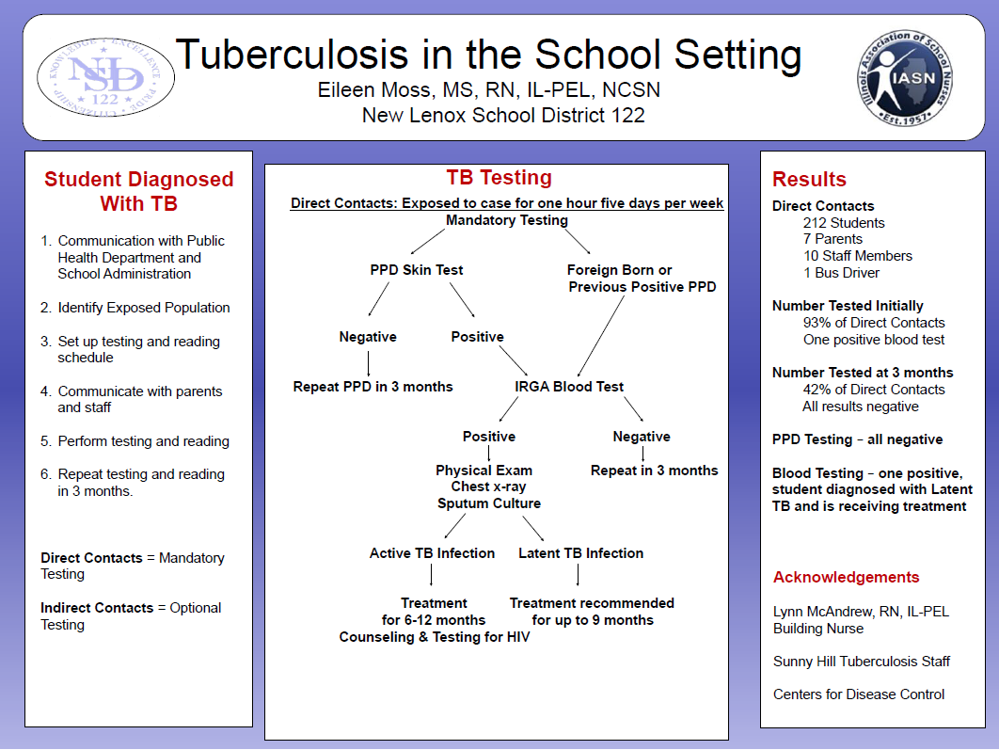 Tuberculosis in the School Setting
Eileen Moss, MS, RN, IL-PEL, NCSN
New Lenox School District 122
KNOWLEDGE • EXCELLENCE • PRIDE • CITIZENSHIP •
NLSD
★ 122 ★
Illinois Association of School Nurses
IASN
•Est.1957•
Student Diagnosed
With TB
1. Communication with Public
Health Department and
School Administration
2. Identify Exposed Population
3. Set up testing and reading
schedule
4. Communicate with parents
and staff
5. Perform testing and reading
6. Repeat testing and reading
in 3 months.
Direct Contacts = Mandatory
Testing
Indirect Contacts = Optional
Testing
TB Testing
Direct Contacts: Exposed to case for one hour five days per week
Mandatory Testing
PPD Skin Test
Foreign Born or
Previous Positive PPD
Negative
Positive
Repeat PPD in 3 months
IRGA Blood Test
Positive
Negative
Physical Exam
Chest x-ray
Sputum Culture
Repeat in 3 months
Active TB Infection
Latent TB Infection
Treatment
for 6-12 months
Counseling & Testing for HIV
Treatment recommended
for up to 9 months
Results
Direct Contacts
212 Students
7 Parents
10 Staff Members
1 Bus Driver
Number Tested Initially
93% of Direct Contacts
One positive blood test
Number Tested at 3 months
42% of Direct Contacts
All results negative
PPD Testing – all negative
Blood Testing – one positive,
student diagnosed with Latent
TB and is receiving treatment
Acknowledgements
Lynn McAndrew, RN, IL-PEL
Building Nurse
Sunny Hill Tuberculosis Staff
Centers for Disease Control